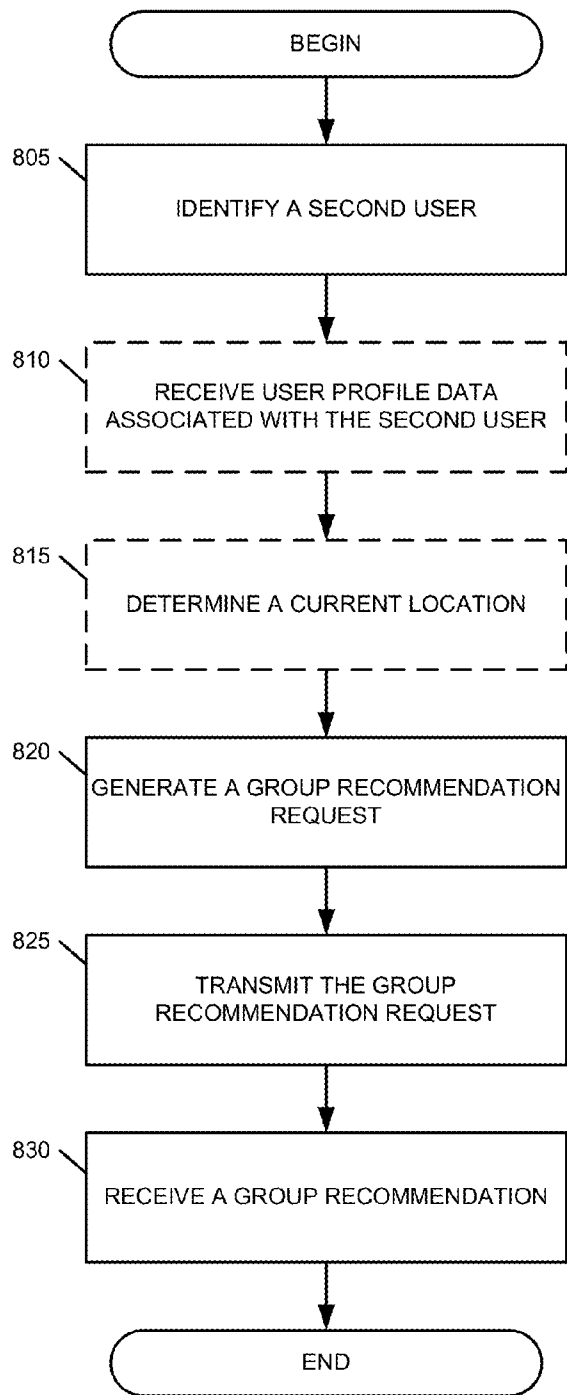 BEGIN
805
IDENTIFY A SECOND USER
810
RECEIVE USER PROFILE DATA
ASSOCIATED WITH THE SECOND USER
815
DETERMINE A CURRENT LOCATION
820
GENERATE A GROUP RECOMMENDATION
REQUEST
825
TRANSMIT THE GROUP
RECOMMENDATION REQUEST
830
RECEIVE A GROUP RECOMMENDATION
END